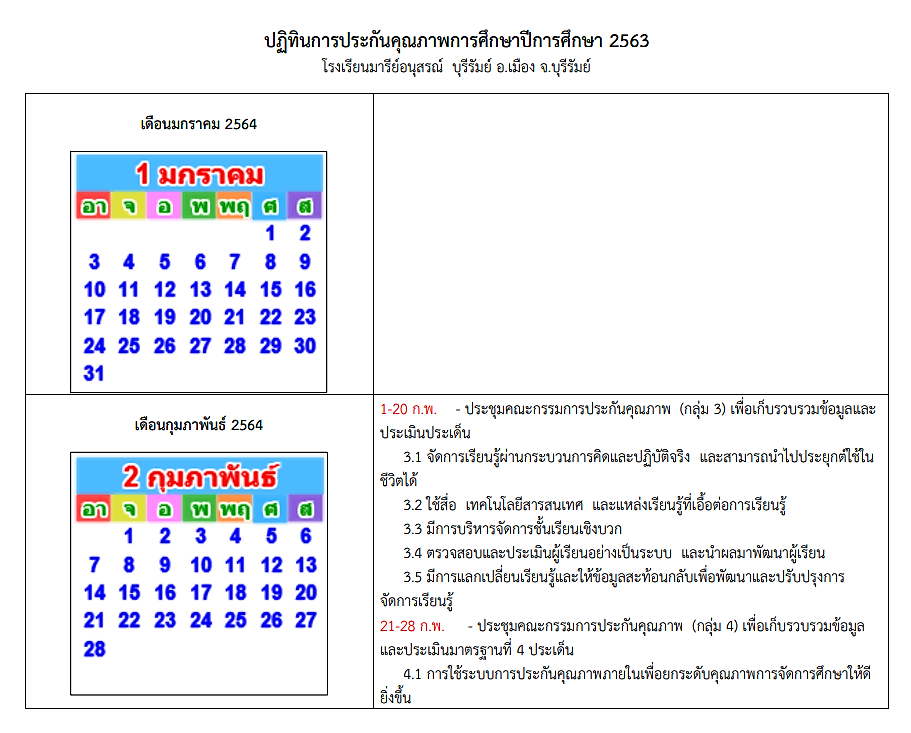 ปฏิทินการประกันคุณภาพการศึกษาปีการศึกษา 2563
โรงเรียนมารีย์อนุสรณ์ บุรีรัมย์ อ.เมือง จ.บุรีรัมย์
เดือนมกราคม 2564
1 มกราคม
อา จ อ พ พฤ ศ ส
1 2
3 4 5 6 7 8 9
10 11 12 13 14 15 16
17 18 19 20 21 22 23
24 25 26 27 28 29 30
31
เดือนกุมภาพันธ์ 2564
2 กุมภาพันธ์
อา จ อ พ พฤ ศ ส
1 2 3 4 5 6
7 8 9 10 11 12 13
14 15 16 17 18 19 20
21 22 23 24 25 26 27
28
1-20 ก.พ. - ประชุมคณะกรรมการประกันคุณภาพ (กลุ่ม 3) เพื่อเก็บรวบรวมข้อมูลและ
ประเมินประเด็น
3.1 จัดการเรียนรู้ผ่านกระบวนการคิดและปฏิบัติจริง และสามารถนำไปประยุกต์ใช้ใน
ชีวิตได้
3.2 ใช้สื่อ เทคโนโลยีสารสนเทศ และแหล่งเรียนรู้ที่เอื้อต่อการเรียนรู้
3.3 มีการบริหารจัดการชั้นเรียนเชิงบวก
3.4 ตรวจสอบและประเมินผู้เรียนอย่างเป็นระบบ และนำผลมาพัฒนาผู้เรียน
3.5 มีการแลกเปลี่ยนเรียนรู้และให้ข้อมูลสะท้อนกลับเพื่อพัฒนาและปรับปรุงการ
จัดการเรียนรู้
21-28 ก.พ. - ประชุมคณะกรรมการประกันคุณภาพ (กลุ่ม 4) เพื่อเก็บรวบรวมข้อมูล
และประเมินมาตรฐานที่ 4 ประเด็น
4.1 การใช้ระบบการประกันคุณภาพภายในเพื่อยกระดับคุณภาพการจัดการศึกษาให้ดี
ยิ่งขึ้น